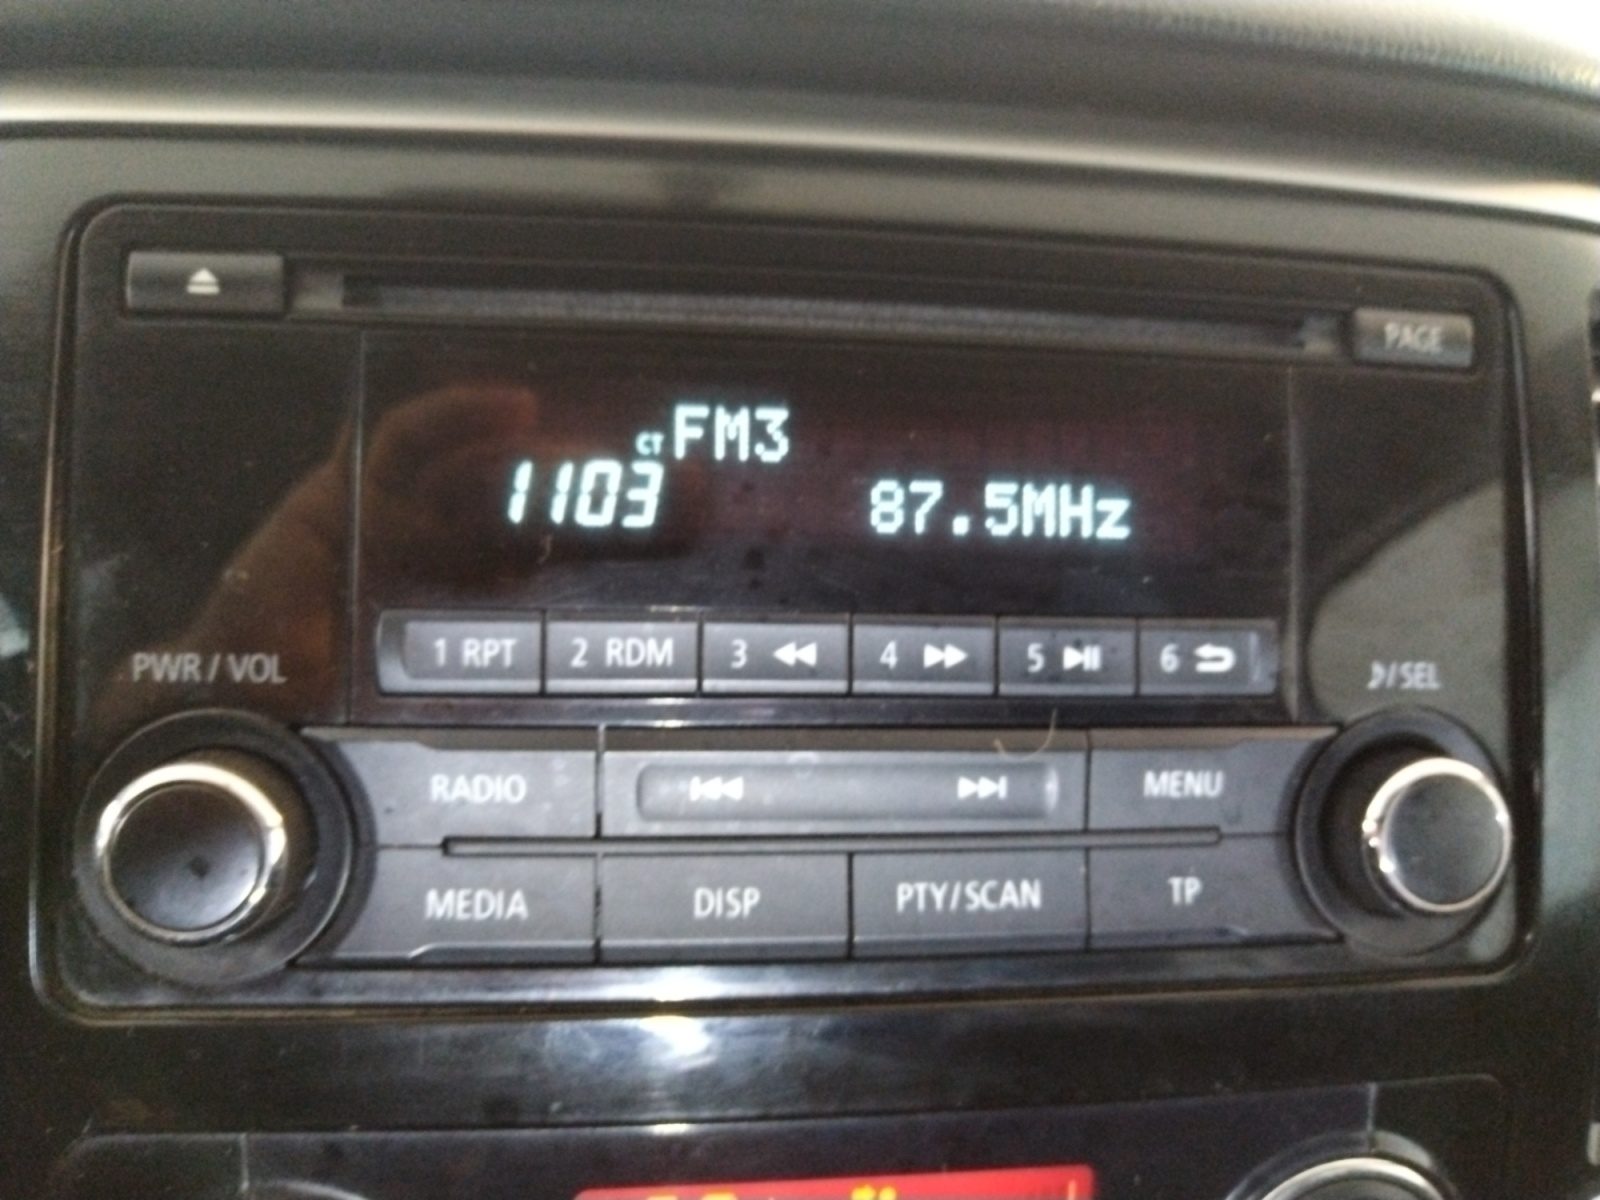 PAGE
CT FM3
1103 87.5MHz
1 RPT 2 RDM 3 4 5 6
PWR / VOL
♪/SEL
RADIO MENU
MEDIA DISP PTY/SCAN TP